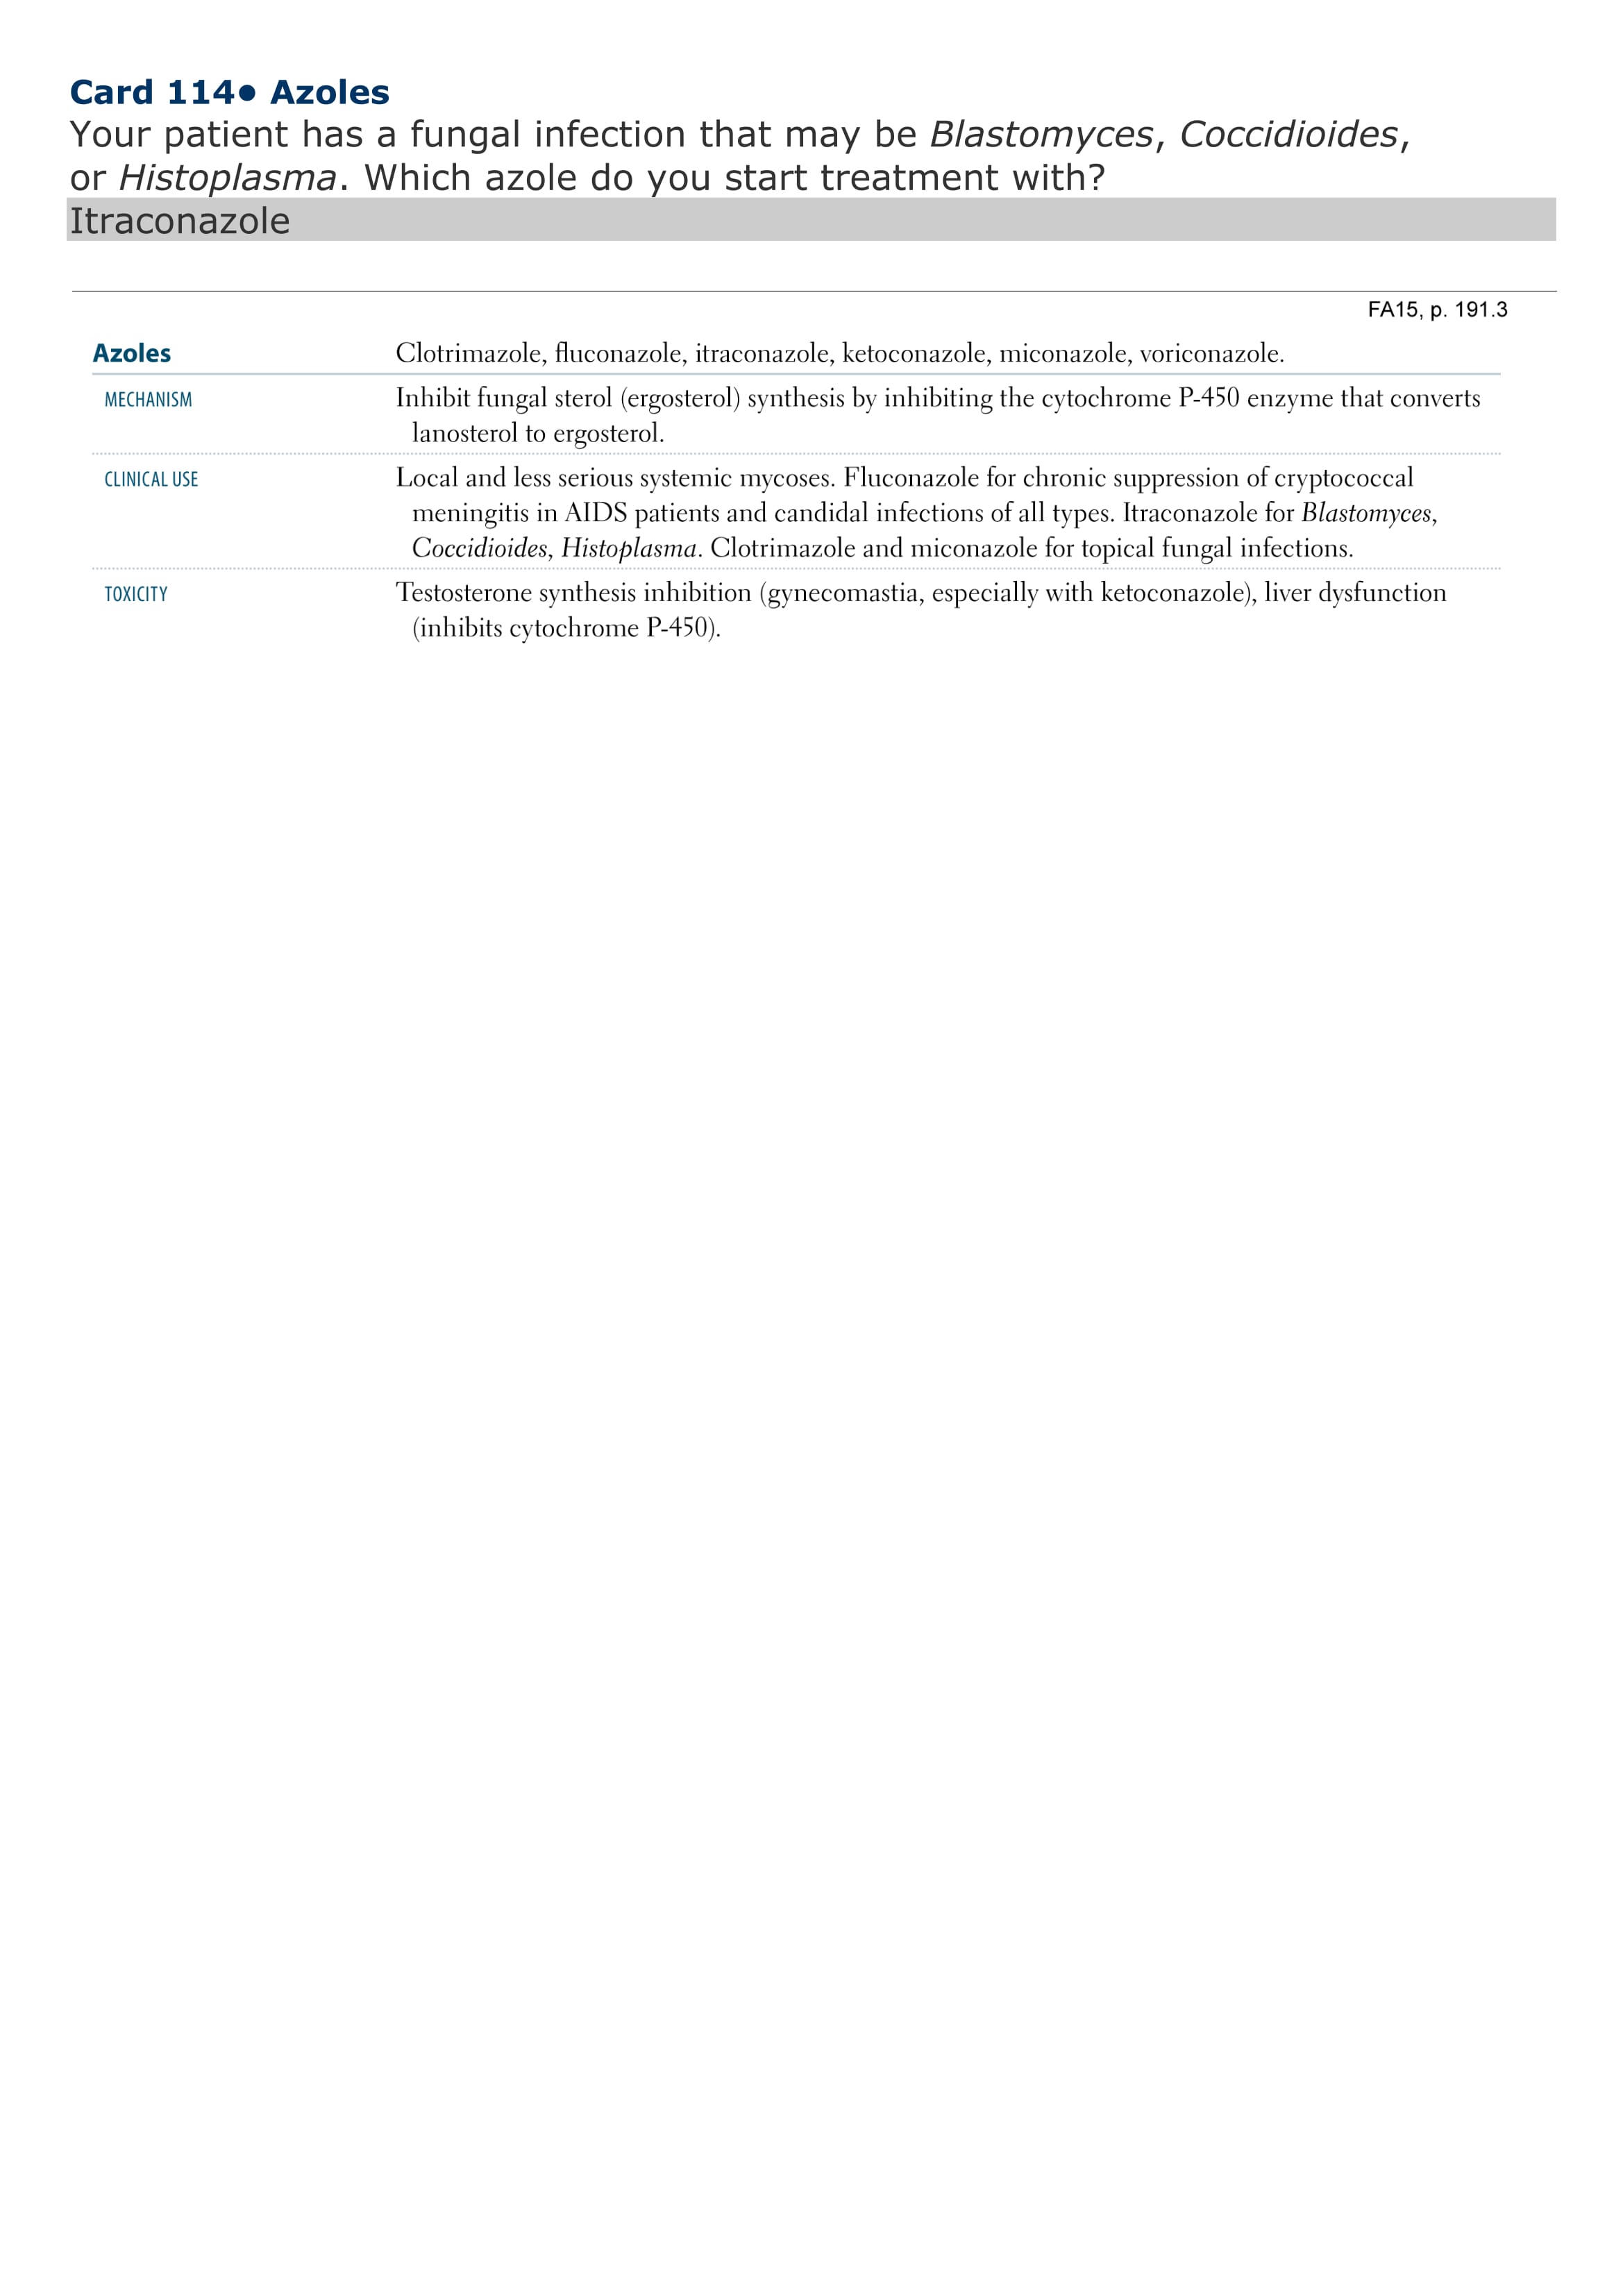 Card 114● Azoles
Your patient has a fungal infection that may be Blastomyces, Coccidioides,
or Histoplasma. Which azole do you start treatment with?
Itraconazole
FA15, p. 191.3
Azoles Clotrimazole, fluconazole, itraconazole, ketoconazole, miconazole, voriconazole.
MECHANISM Inhibit fungal sterol (ergosterol) synthesis by inhibiting the cytochrome P-450 enzyme that converts
lanosterol to ergosterol.
CLINICAL USE Local and less serious systemic mycoses. Fluconazole for chronic suppression of cryptococcal
meningitis in AIDS patients and candidal infections of all types. Itraconazole for Blastomyces,
Coccidioides, Histoplasma. Clotrimazole and miconazole for topical fungal infections.
TOXICITY Testosterone synthesis inhibition (gynecomastia, especially with ketoconazole), liver dysfunction
(inhibits cytochrome P-450).